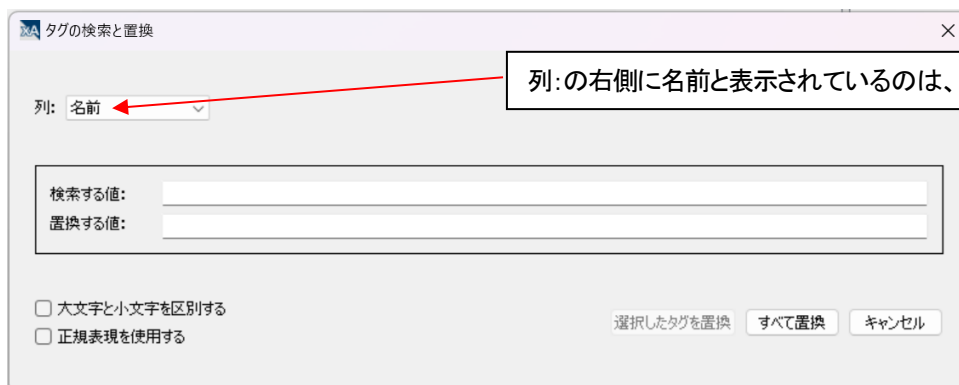 タグの検索と置換
列:の右側に名前と表示されているのは、
列: 名前
検索する値:
置換する値:
大文字と小文字を区別する
正規表現を使用する
選択したタグを置換 すべて置換 キャンセル